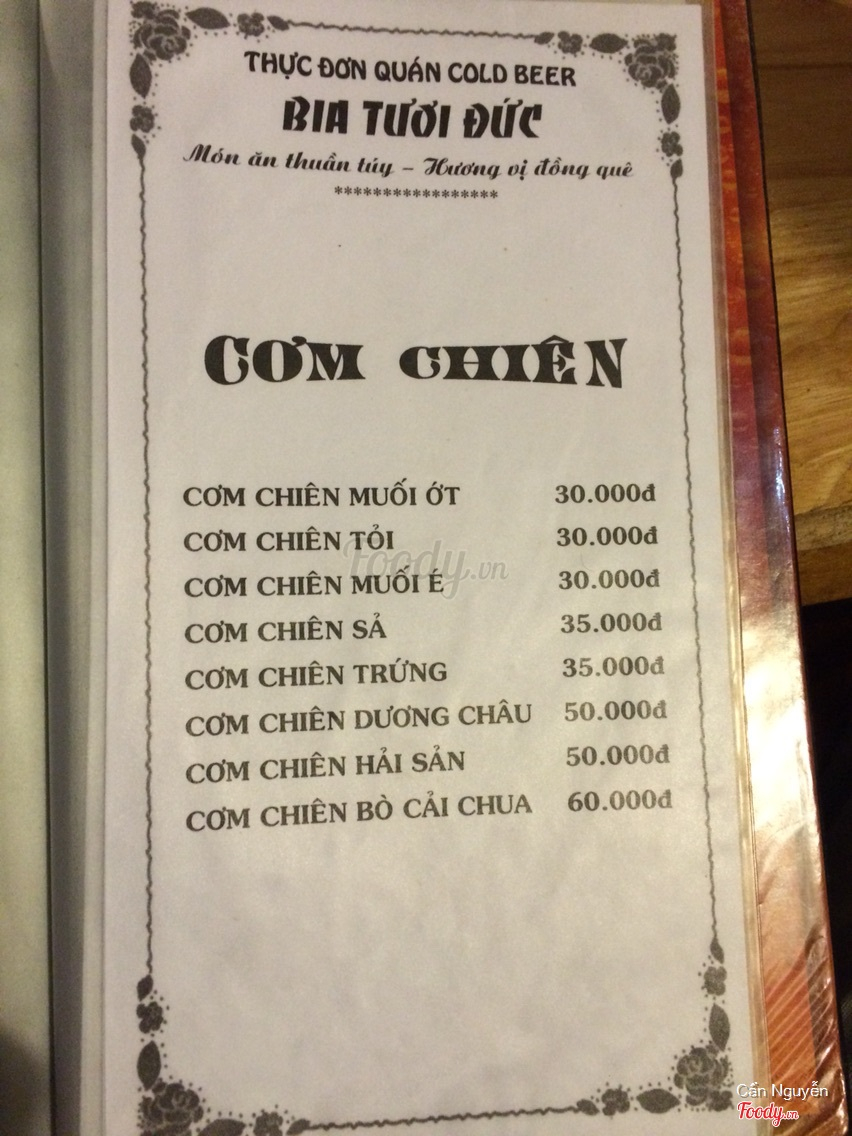 THỰC ĐƠN QUÁN COLD BEER
BIA TƯƠI ĐỨC
Món ăn thuần túy – Hương vị đồng quê
*****************
CƠM CHIÊN
CƠM CHIÊN MUỐI ỚT 30.000đ
CƠM CHIÊN TỎI 30.000đ
CƠM CHIÊN MUỐI É 30.000đ
CƠM CHIÊN SẢ 35.000đ
CƠM CHIÊN TRỨNG 35.000đ
CƠM CHIÊN DƯƠNG CHÂU 50.000đ
CƠM CHIÊN HẢI SẢN 50.000đ
CƠM CHIÊN BÒ CẢI CHUA 60.000đ
Foody.vn
Cẩn Nguyễn
Foody.vn